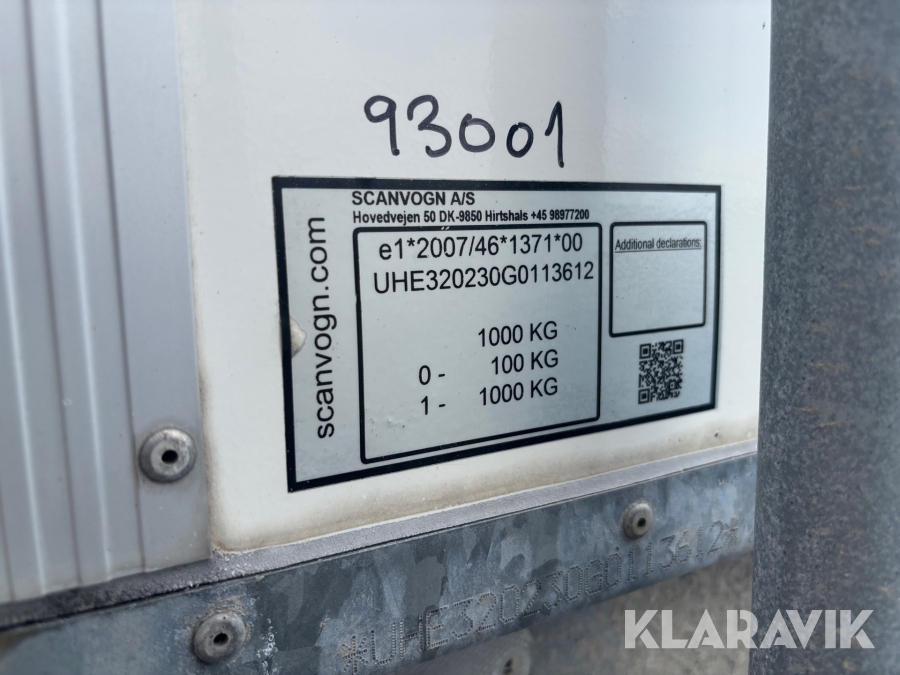 93001
SCANVOGN A/S
Hovedvejen 50 DK-9850 Hirtshals +45 98977200
scanvogn.com
e1*2007/46*1371*00
UHE320230G0113612
1000 KG
0 - 100 KG
1 - 1000 KG
Additional declarations:
*UHE320230G0113612*
KLARAVIK